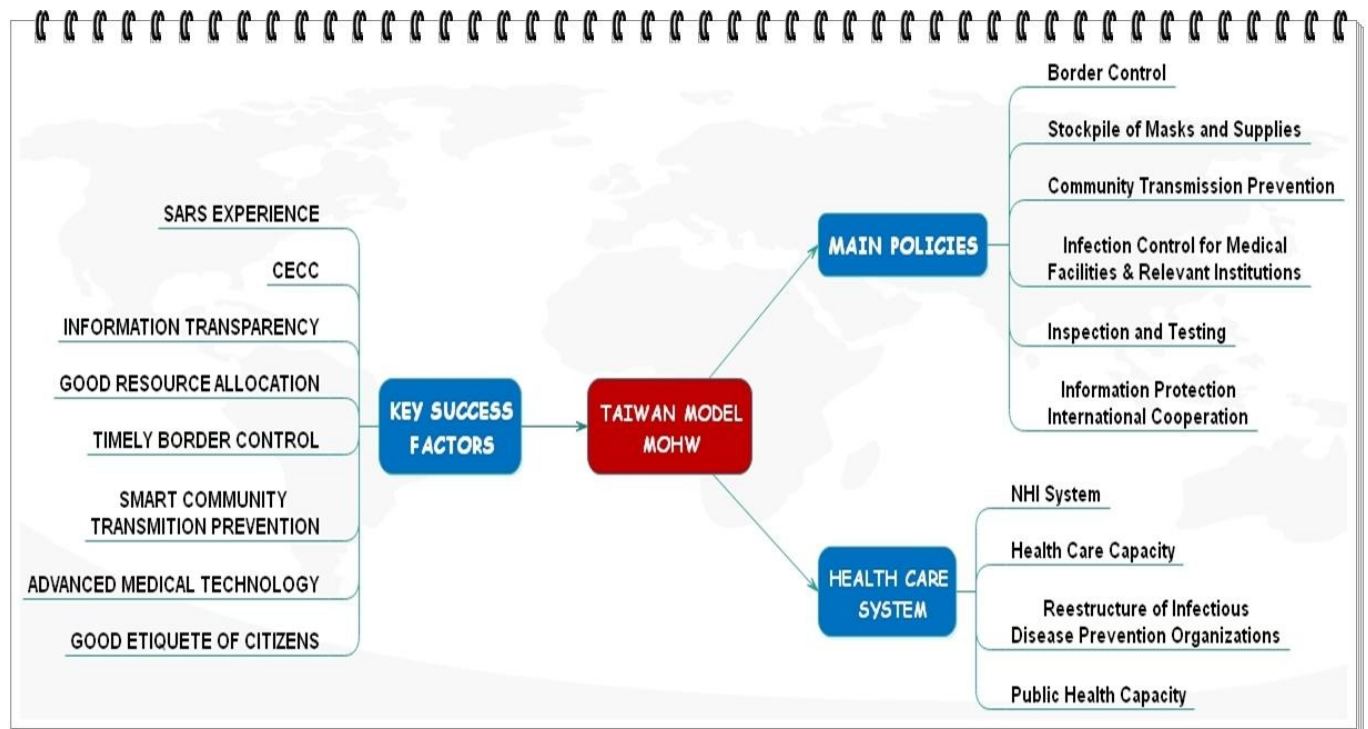 SARS EXPERIENCE
CECC
INFORMATION TRANSPARENCY
GOOD RESOURCE ALLOCATION
TIMELY BORDER CONTROL
SMART COMMUNITY
TRANSMITION PREVENTION
ADVANCED MEDICAL TECHNOLOGY
GOOD ETIQUETE OF CITIZENS
KEY SUCCESS
FACTORS
TAIWAN MODEL
MOHW
MAIN POLICIES
Border Control
Stockpile of Masks and Supplies
Community Transmission Prevention
Infection Control for Medical
Facilities & Relevant Institutions
Inspection and Testing
Information Protection
International Cooperation
HEALTH CARE
SYSTEM
NHI System
Health Care Capacity
Reestructure of Infectious
Disease Prevention Organizations
Public Health Capacity